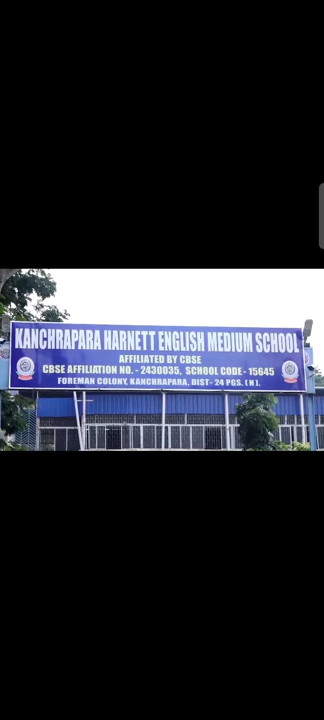 KANCHRAPARA HARNETT ENGLISH MEDIUM SCHOOL
AFFILIATED BY CBSE
CBSE AFFILIATION NO. - 2430035, SCHOOL CODE - 15645
FOREMAN COLONY, KANCHRAPARA, DIST - 24 PGS. ( N ).